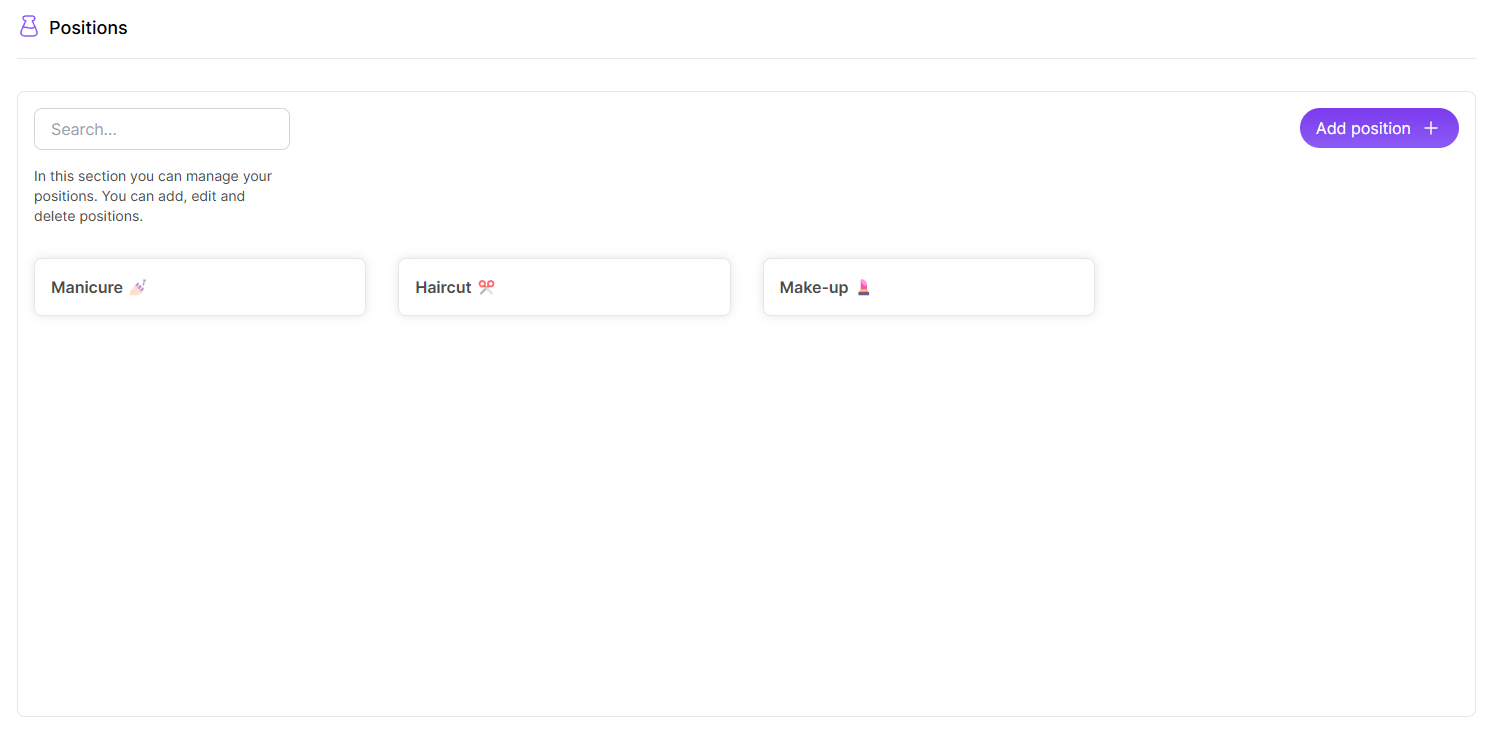 Positions
Search...
Add position
In this section you can manage your
positions. You can add, edit and
delete positions.
Manicure 💅🏻
Haircut ✂️
Make-up 💄